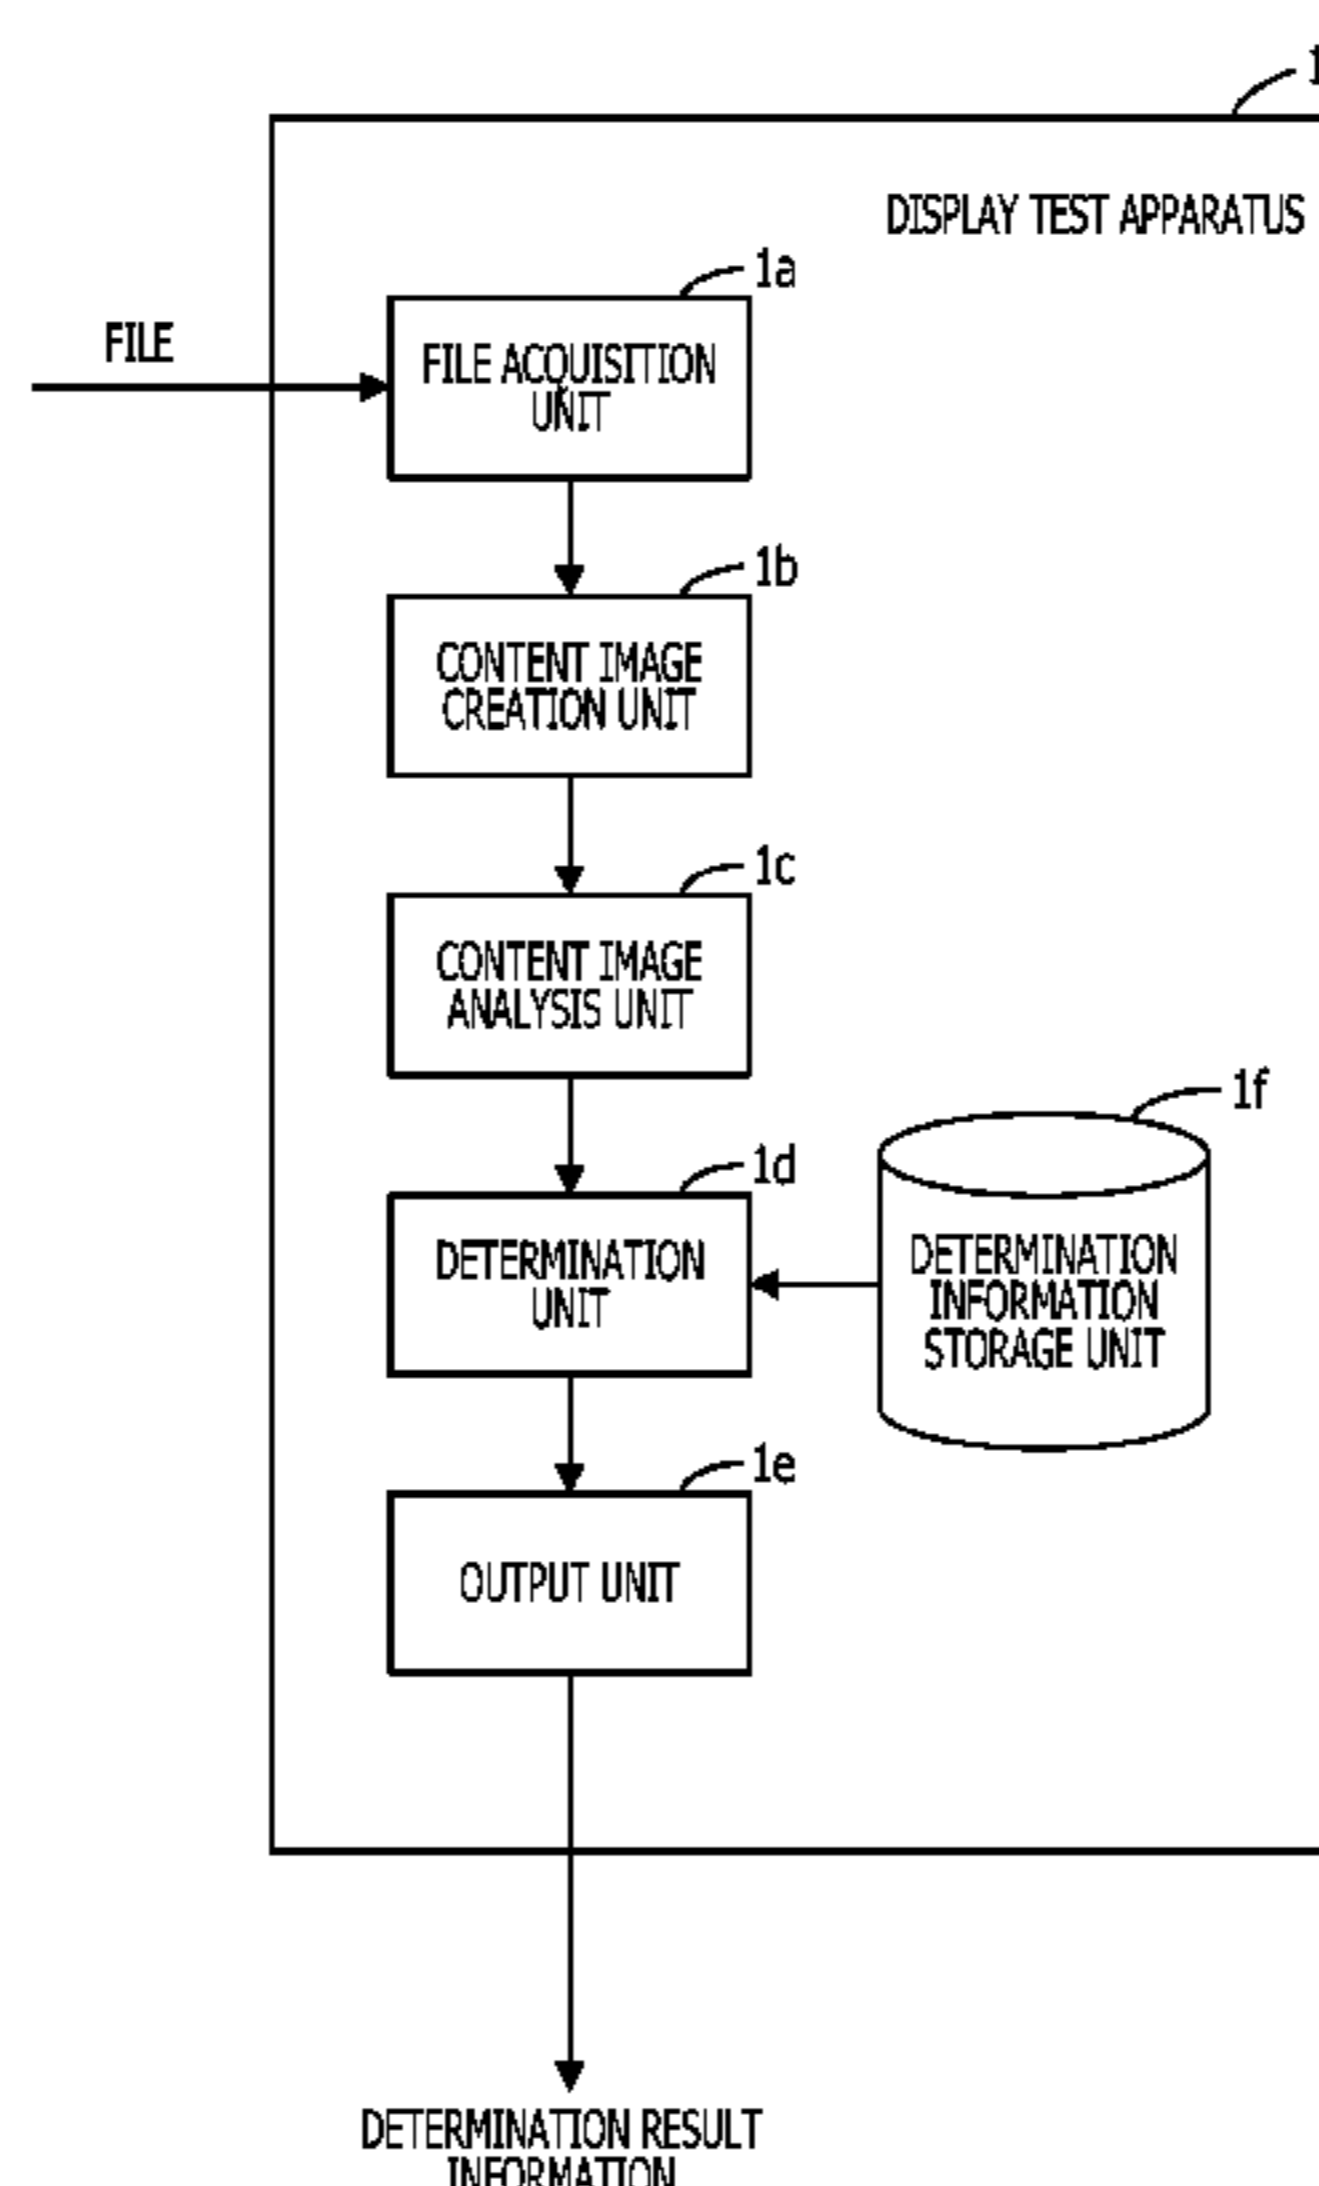 1
DISPLAY TEST APPARATUS
1a
FILE
FILE ACQUISITION
UNIT
1b
CONTENT IMAGE
CREATION UNIT
1c
CONTENT IMAGE
ANALYSIS UNIT
1f
1d
DETERMINATION
UNIT
DETERMINATION
INFORMATION
STORAGE UNIT
1e
OUTPUT UNIT
DETERMINATION RESULT
INFORMATION